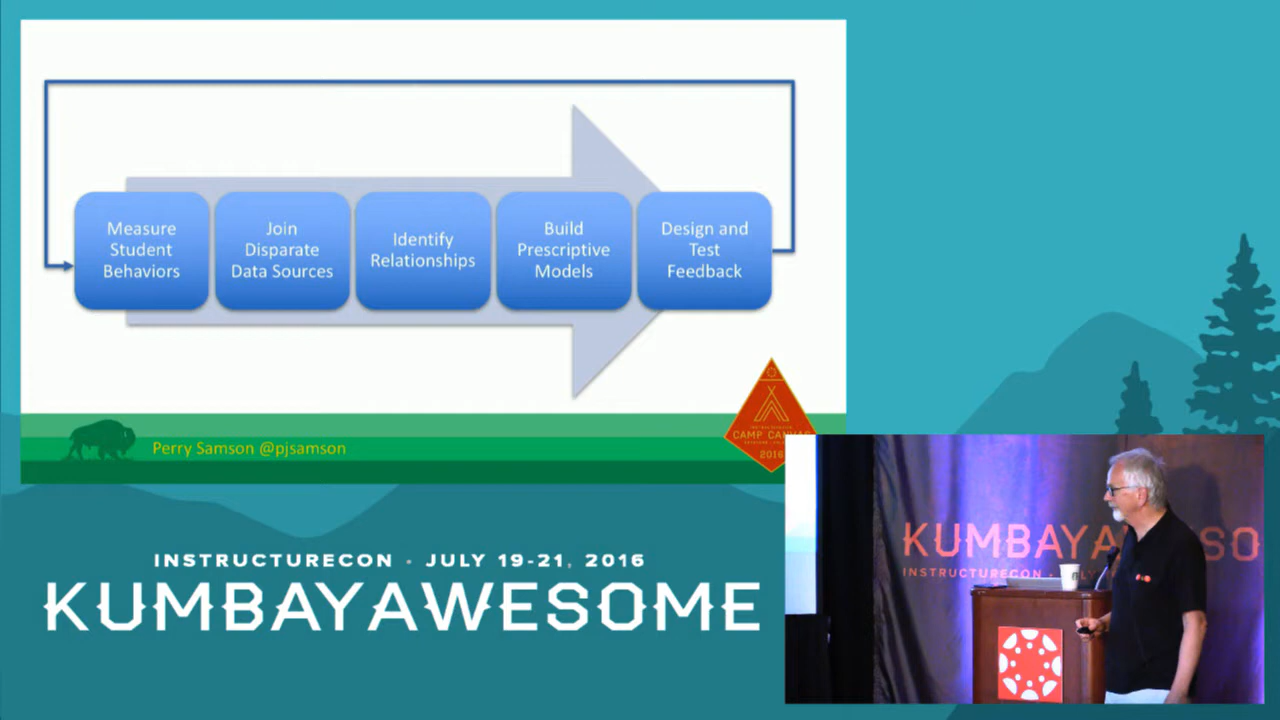 Measure
Student
Behaviors
Join
Disparate
Data Sources
Identify
Relationships
Build
Prescriptive
Models
Design and
Test
Feedback
Perry Samson @pjsamson
CAMP CANVAS
2016
INSTRUCTURECON • JULY 19-21, 2016
KUMBAYAWESOME
KUMBAYA SO
INSTRUCTURECON